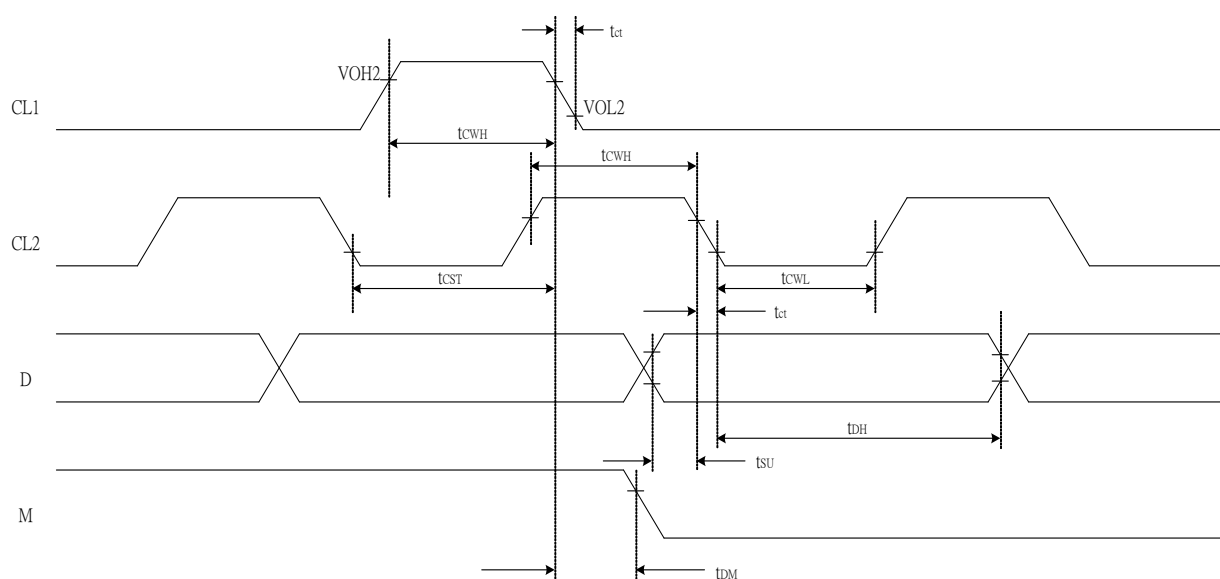 tct
VOH2
CL1
VOL2
tCWH
tCWH
CL2
tCST
tCWL
tct
D
tDH
tSU
M
tDM